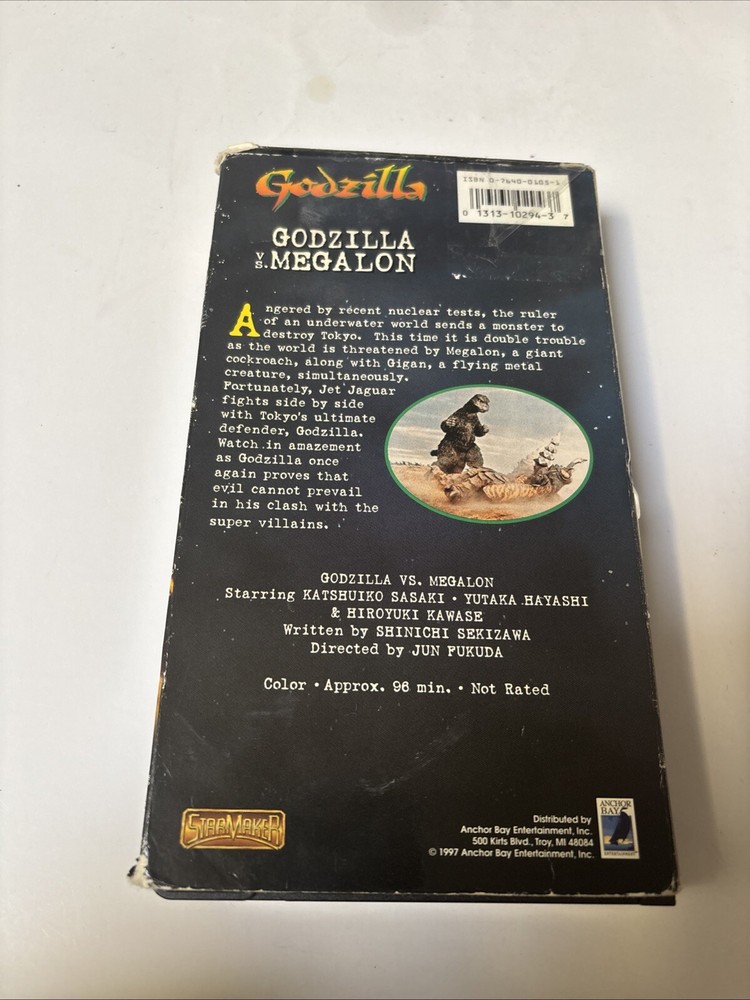 Godzilla
ISBN 0-7640-0105-1
0 1313-10294-3 7
GODZILLA
VS. MEGALON
Angered by recent nuclear tests, the ruler
of an underwater world sends a monster to
destroy Tokyo. This time it is double trouble
as the world is threatened by Megalon, a giant
cockroach, along with Gigan, a flying metal
creature, simultaneously.
Fortunately, Jet Jaguar
fights side by side
with Tokyo's ultimate
defender, Godzilla.
Watch in amazement
as Godzilla once
again proves that
evil cannot prevail
in his clash with the
super villains.
GODZILLA VS. MEGALON
Starring KATSHUIKO SASAKI • YUTAKA HAYASHI
& HIROYUKI KAWASE
Written by SHINICHI SEKIZAWA
Directed by JUN FUKUDA
Color • Approx. 96 min. • Not Rated
STARMAKER
Distributed by
Anchor Bay Entertainment, Inc.
500 Kirts Blvd., Troy, MI 48084
© 1997 Anchor Bay Entertainment, Inc.
ANCHOR
BAY
ENTERTAINMENT